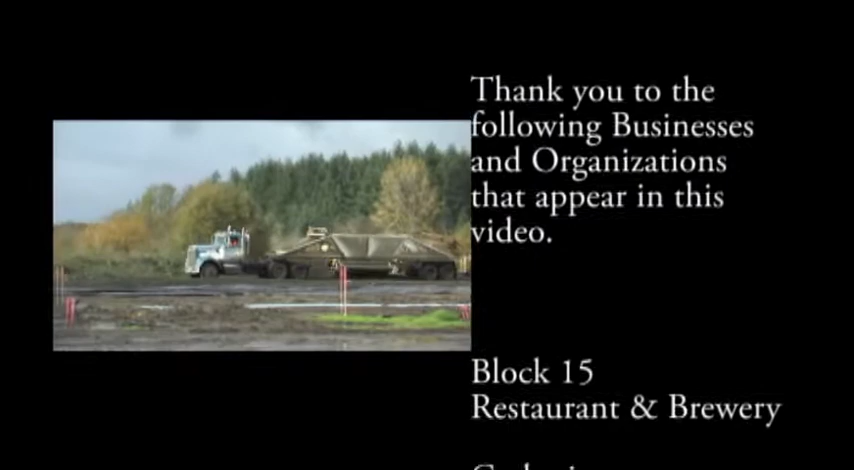 Thank you to the
following Businesses
and Organizations
that appear in this
video.
Block 15
Restaurant & Brewery